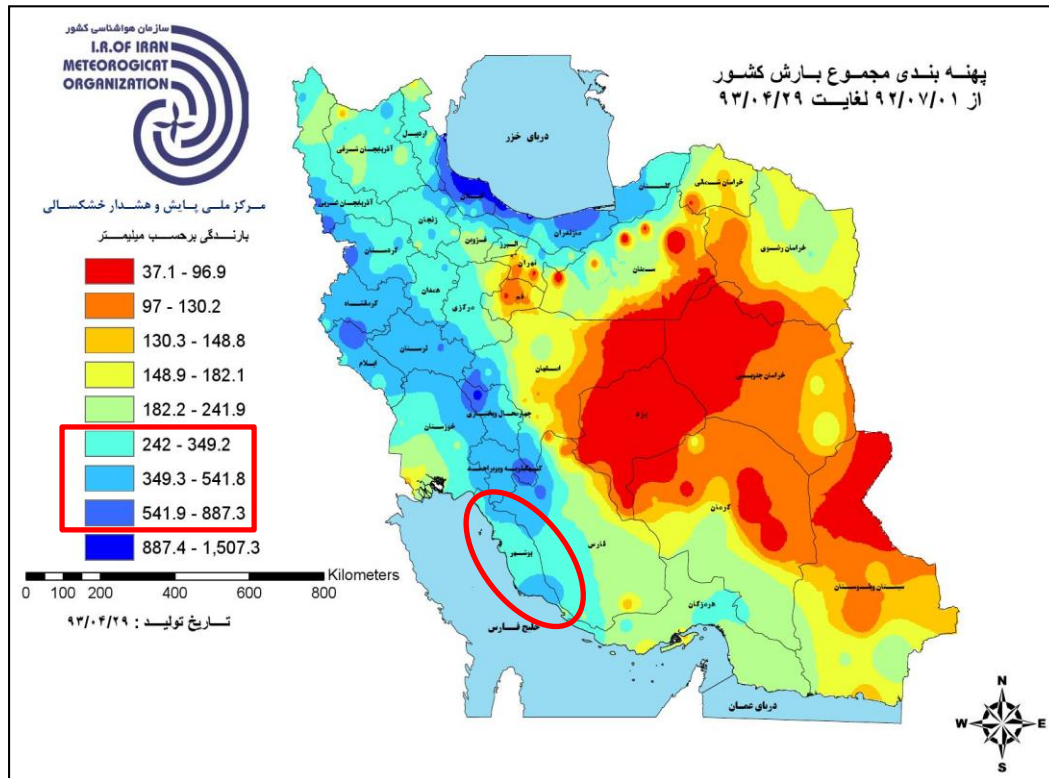 سازمان هواشناسی کشور
I.R.OF IRAN
METEOROGICAT
ORGANIZATION
مرکز ملی پایش و هشدار خشکسالی
پهنه بندی مجموع بارش کشور
از ۹۲/۰۷/۰۱ لغایت ۹۳/۰۴/۲۹
بارندگی برحسب میلیمتر
37.1 - 96.9
97 - 130.2
130.3 - 148.8
148.9 - 182.1
182.2 - 241.9
242 - 349.2
349.3 - 541.8
541.9 - 887.3
887.4 - 1,507.3
Kilometers
0 100 200 400 600 800
تاریخ تولید : ۹۳/۰۴/۲۹
دریای خزر
اردبیل
آذربایجان شرقی
آذربایجان غربی
گیلان
زنجان
کردستان
قزوین
البرز
تهران
مازندران
گلستان
خراسان شمالی
خراسان رضوی
سمنان
قم
همدان
مرکزی
کرمانشاه
لرستان
ایلام
اصفهان
خراسان جنوبی
یزد
چهارمحال وبختیاری
خوزستان
کهگیلویه وبویراحمد
فارس
کرمان
بوشهر
هرمزگان
سیستان وبلوچستان
خلیج فارس
دریای عمان
N
W E
S